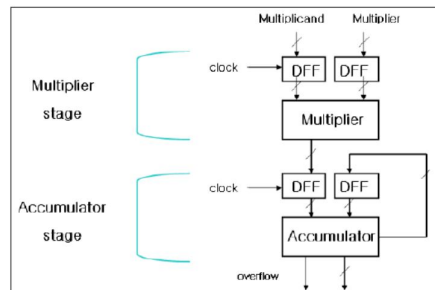 Multiplicand Multiplier
clock DFF DFF
Multiplier
stage
Multiplier
clock DFF DFF
Accumulator
stage
Accumulator
overflow